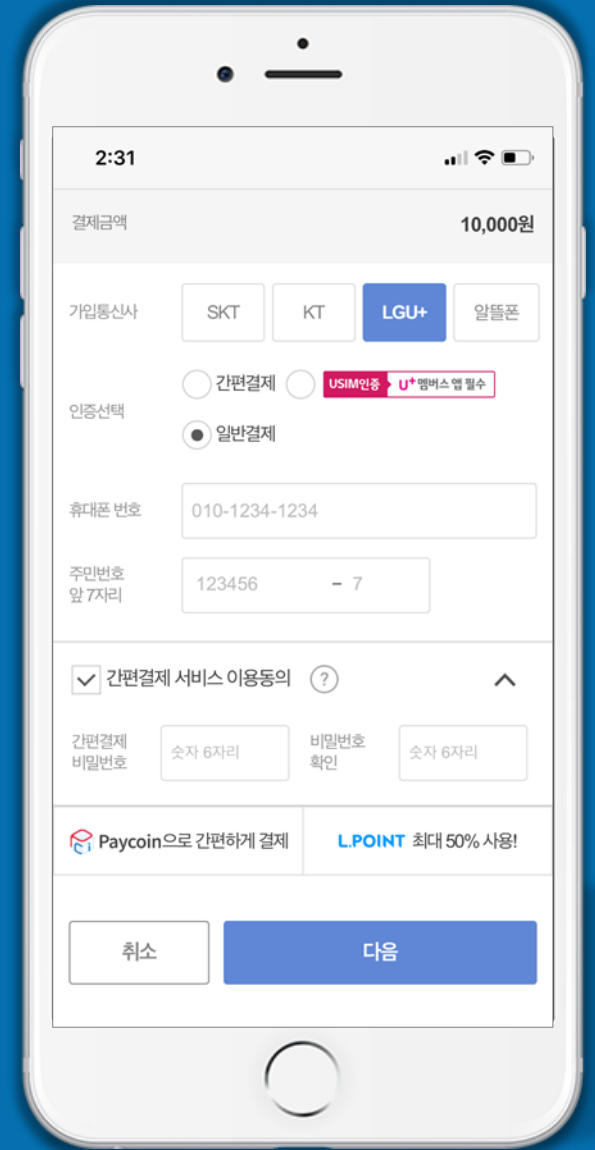 2:31
결제금액 10,000원
가입통신사 SKT KT LGU+ 알뜰폰
간편결제 USIM인증 U+멤버스 앱 필수
인증선택
일반결제
휴대폰 번호 010-1234-1234
주민번호
앞 7자리
123456 - 7
간편결제 서비스 이용동의 ?
간편결제
비밀번호
숫자 6자리
비밀번호
확인
숫자 6자리
Paycoin으로 간편하게 결제 L.POINT 최대 50% 사용!
취소 다음